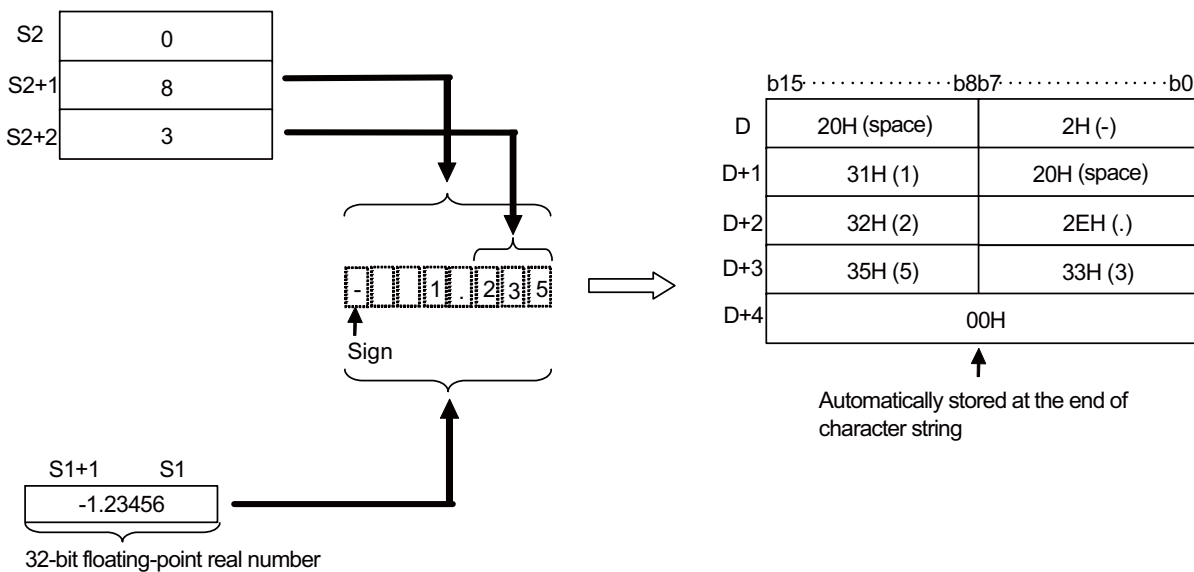 S2 0
S2+1 8
S2+2 3
- 1 . 2 3 5
Sign
S1+1 S1
-1.23456
32-bit floating-point real number
b15··················b8b7····················b0
D 20H (space) 2H (-)
D+1 31H (1) 20H (space)
D+2 32H (2) 2EH (.)
D+3 35H (5) 33H (3)
D+4 00H
Automatically stored at the end of
character string